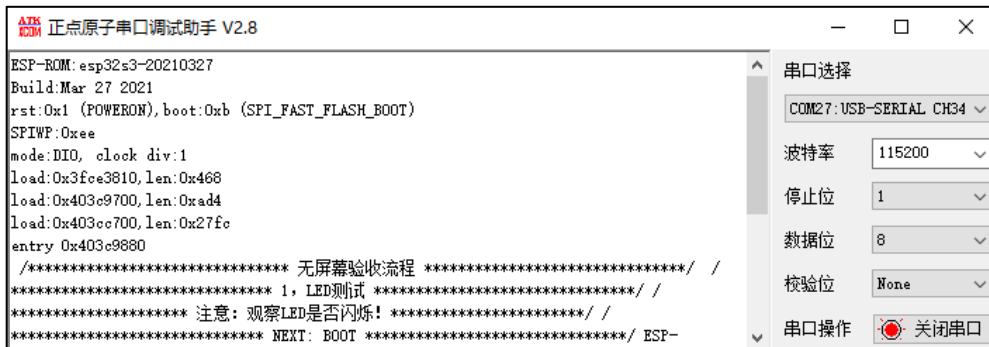 ATK
XCOM 正点原子串口调试助手 V2.8
ESP-ROM:esp32s3-20210327
Build:Mar 27 2021
rst:0x1 (POWERON),boot:0xb (SPI_FAST_FLASH_BOOT)
SPIWP:0xee
mode:DIO, clock div:1
load:0x3fce3810,len:0x468
load:0x403c9700,len:0xad4
load:0x403cc700,len:0x27fc
entry 0x403c9880
/******************************* 无屏幕验收流程 *******************************/ /
******************************* 1，LED测试 *******************************/ /
********************* 注意：观察LED是否闪烁！***********************/ /
****************************** NEXT: BOOT *******************************/ ESP-
串口选择
COM27:USB-SERIAL CH34
波特率 115200
停止位 1
数据位 8
校验位 None
串口操作 关闭串口